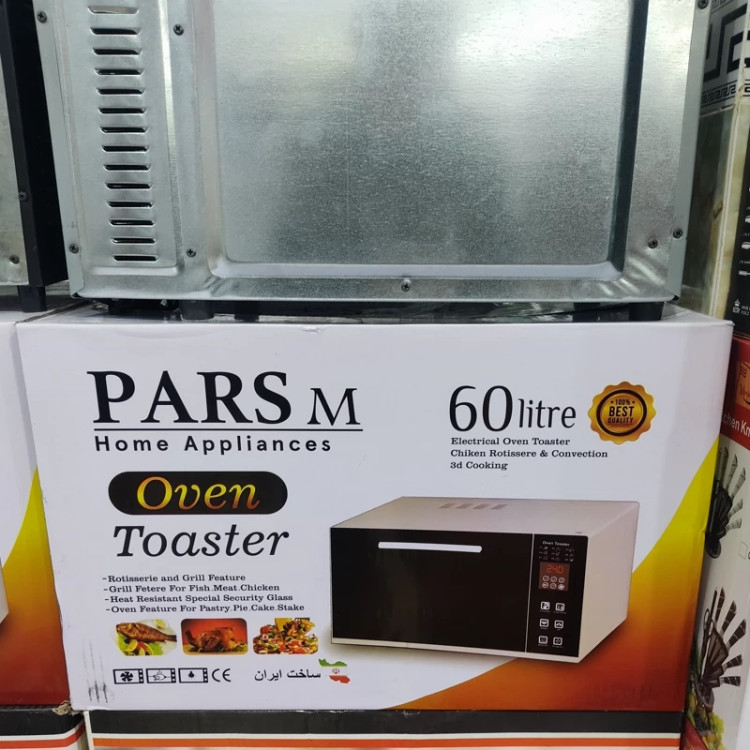 PARS M
Home Appliances
60 litre
100%
BEST
QUALITY
Electrical Oven Toaster
Chiken Rotissere & Convection
3d Cooking
Oven
Toaster
-Rotisserie and Grill Feature
-Grill Fetere For Fish.Meat.Chicken
-Heat Resistant Special Security Glass
-Oven Feature For Pastry.Pie.Cake.Stake
Oven Toaster
CE
ساخت ایران